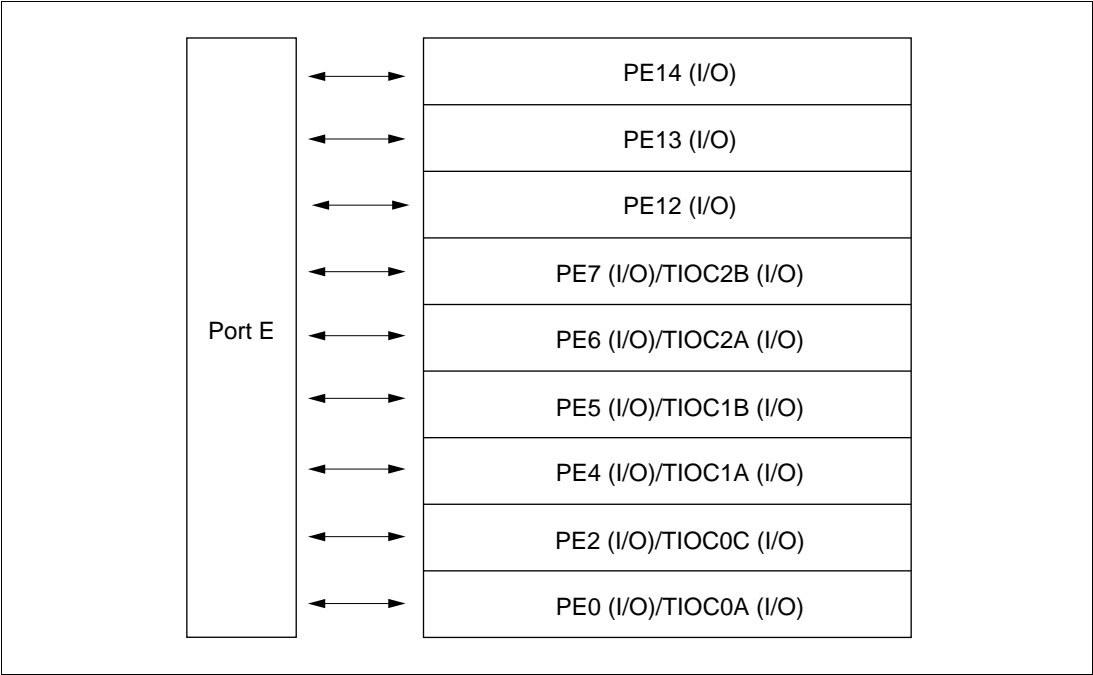 PE14 (I/O)
PE13 (I/O)
PE12 (I/O)
PE7 (I/O)/TIOC2B (I/O)
Port E
PE6 (I/O)/TIOC2A (I/O)
PE5 (I/O)/TIOC1B (I/O)
PE4 (I/O)/TIOC1A (I/O)
PE2 (I/O)/TIOC0C (I/O)
PE0 (I/O)/TIOC0A (I/O)